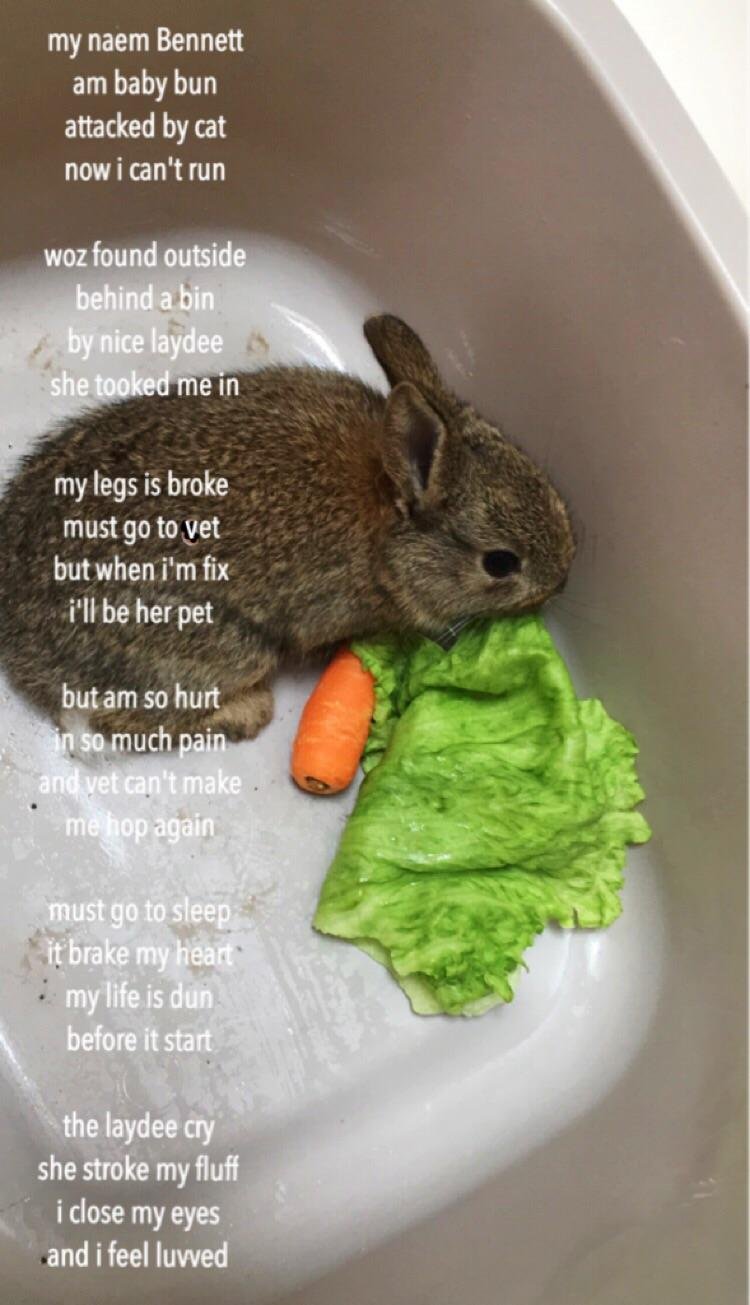 my naem Bennett
am baby bun
attacked by cat
now i can't run
woz found outside
behind a bin
by nice laydee
she tooked me in
my legs is broke
must go to vet
but when i'm fix
i'll be her pet
but am so hurt
in so much pain
and vet can't make
me hop again
must go to sleep
it brake my heart
my life is dun
before it start
the laydee cry
she stroke my fluff
i close my eyes
and i feel luvved